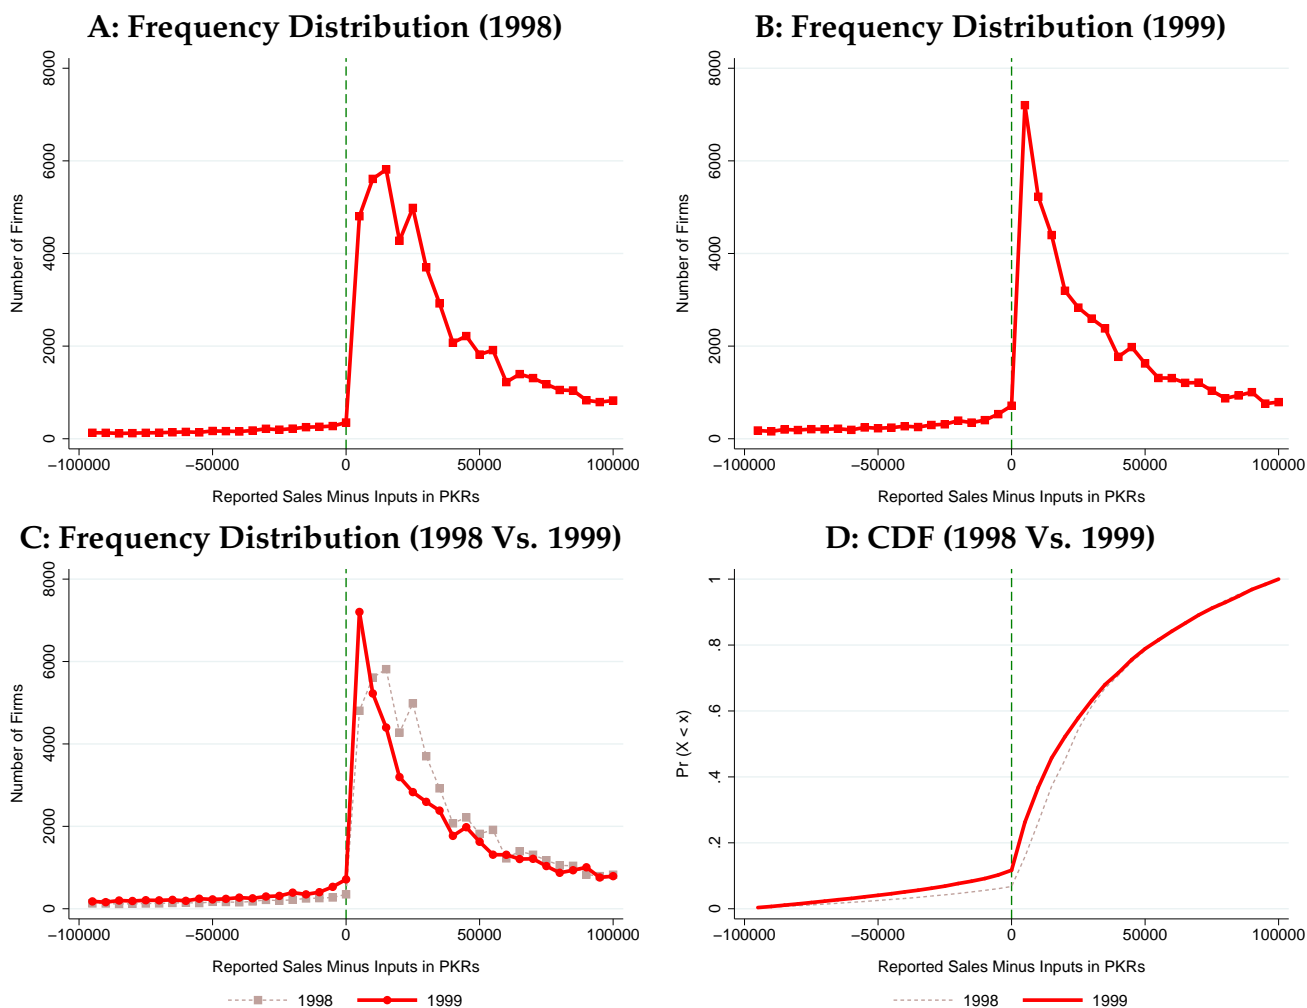 A: Frequency Distribution (1998)
8000
6000
4000
2000
0
Number of Firms
−100000 −50000 0 50000 100000
Reported Sales Minus Inputs in PKRs
B: Frequency Distribution (1999)
8000
6000
4000
2000
0
Number of Firms
−100000 −50000 0 50000 100000
Reported Sales Minus Inputs in PKRs
C: Frequency Distribution (1998 Vs. 1999)
8000
6000
4000
2000
0
Number of Firms
−100000 −50000 0 50000 100000
Reported Sales Minus Inputs in PKRs
1998 1999
D: CDF (1998 Vs. 1999)
1
.8
.6
.4
.2
0
Pr (X < x)
−100000 −50000 0 50000 100000
Reported Sales Minus Inputs in PKRs
1998 1999